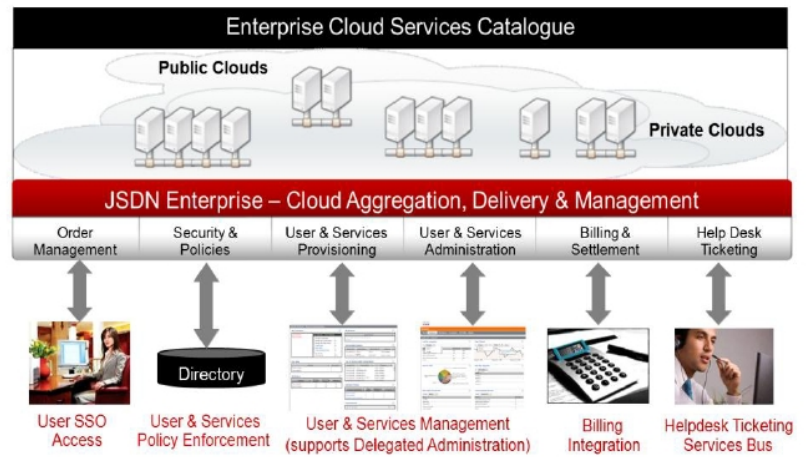 Enterprise Cloud Services Catalogue
Public Clouds
Private Clouds
JSDN Enterprise – Cloud Aggregation, Delivery & Management
Order
Management
Security &
Policies
User & Services
Provisioning
User & Services
Administration
Billing &
Settlement
Help Desk
Ticketing
Directory
User SSO
Access
User & Services
Policy Enforcement
User & Services Management
(supports Delegated Administration)
Billing
Integration
Helpdesk Ticketing
Services Bus